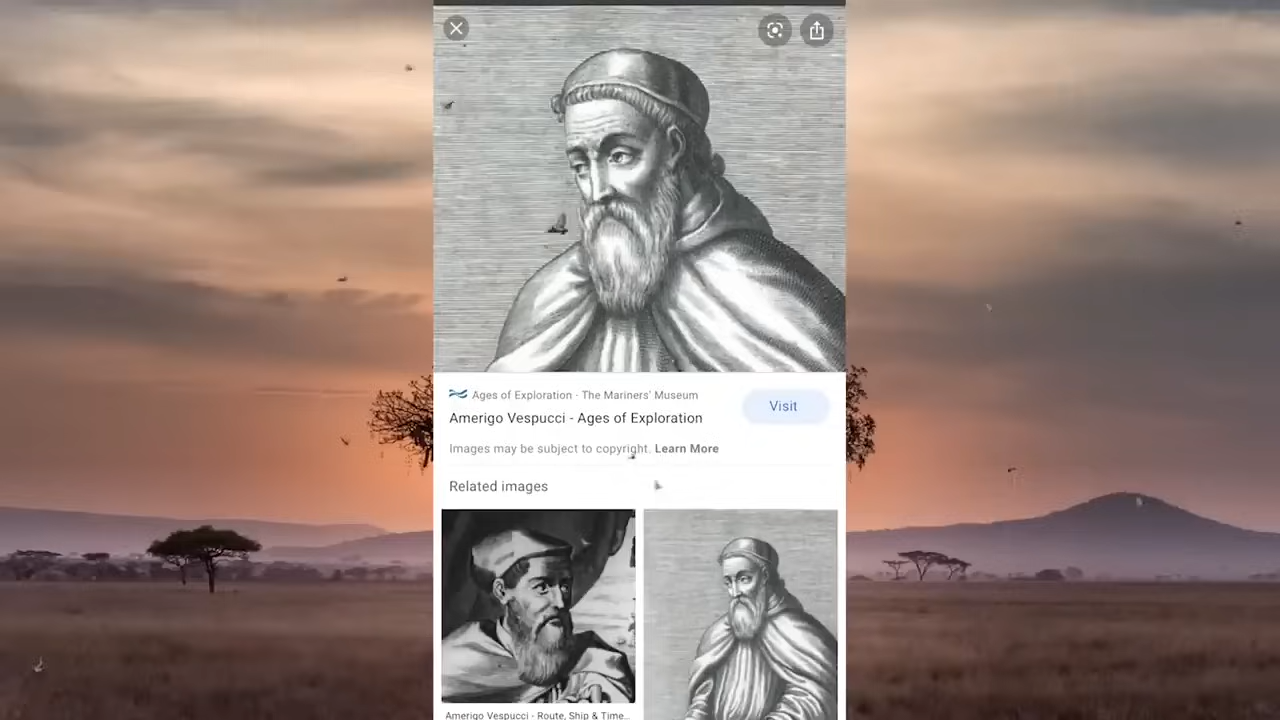 Ages of Exploration · The Mariners' Museum
Amerigo Vespucci - Ages of Exploration
Visit
Images may be subject to copyright. Learn More
Related images
Amerigo Vespucci - Route, Ship & Time...